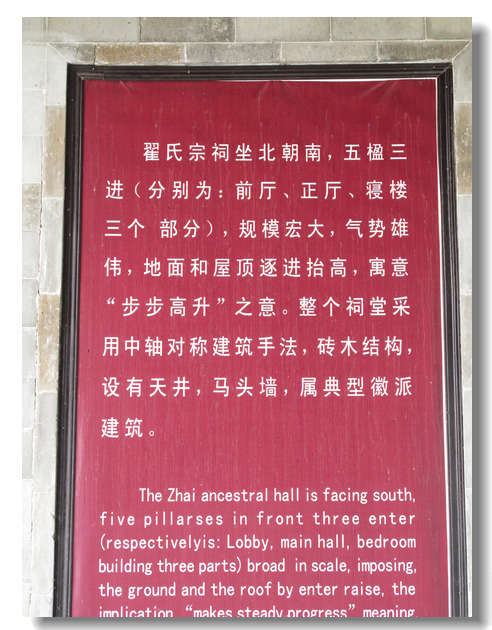 翟氏宗祠坐北朝南，五楹三
进（分别为：前厅、正厅、寝楼
三个 部分），规模宏大，气势雄
伟，地面和屋顶逐进抬高，寓意
“步步高升”之意。整个祠堂采
用中轴对称建筑手法，砖木结构，
设有天井，马头墙，属典型徽派
建筑。
The Zhai ancestral hall is facing south,
five pillarses in front three enter
(respectivelyis: Lobby, main hall, bedroom
building three parts) broad in scale, imposing,
the ground and the roof by enter raise, the
implication “makes steady progress” meaning.